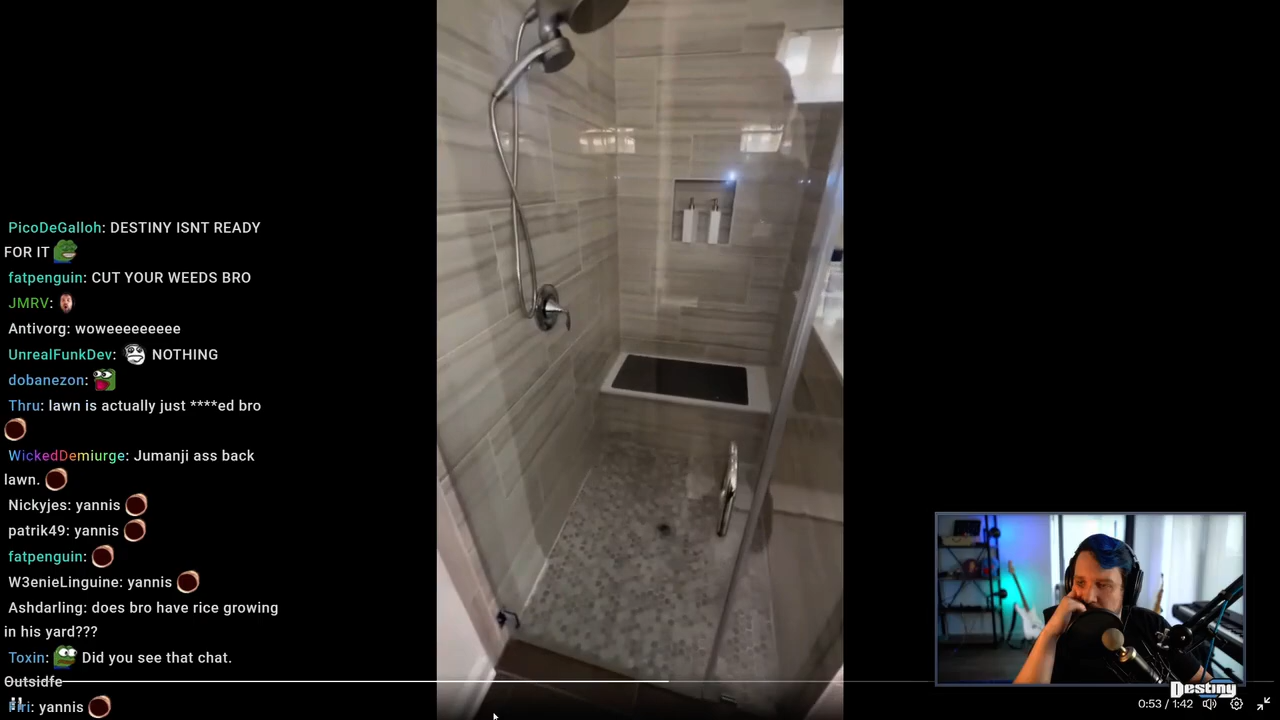 PicoDeGalloh: DESTINY ISNT READY
FOR IT
fatpenguin: CUT YOUR WEEDS BRO
JMRV:
Antivorg: woweeeeeeeee
UnrealFunkDev: NOTHING
dobanezon:
Thru: lawn is actually just ****ed bro
WickedDemiurge: Jumanji ass back
lawn.
Nickyjes: yannis
patrik49: yannis
fatpenguin:
W3enieLinguine: yannis
Ashdarling: does bro have rice growing
in his yard???
Toxin: Did you see that chat.
Outsidfe
yannis
Destiny
0:53 / 1:42